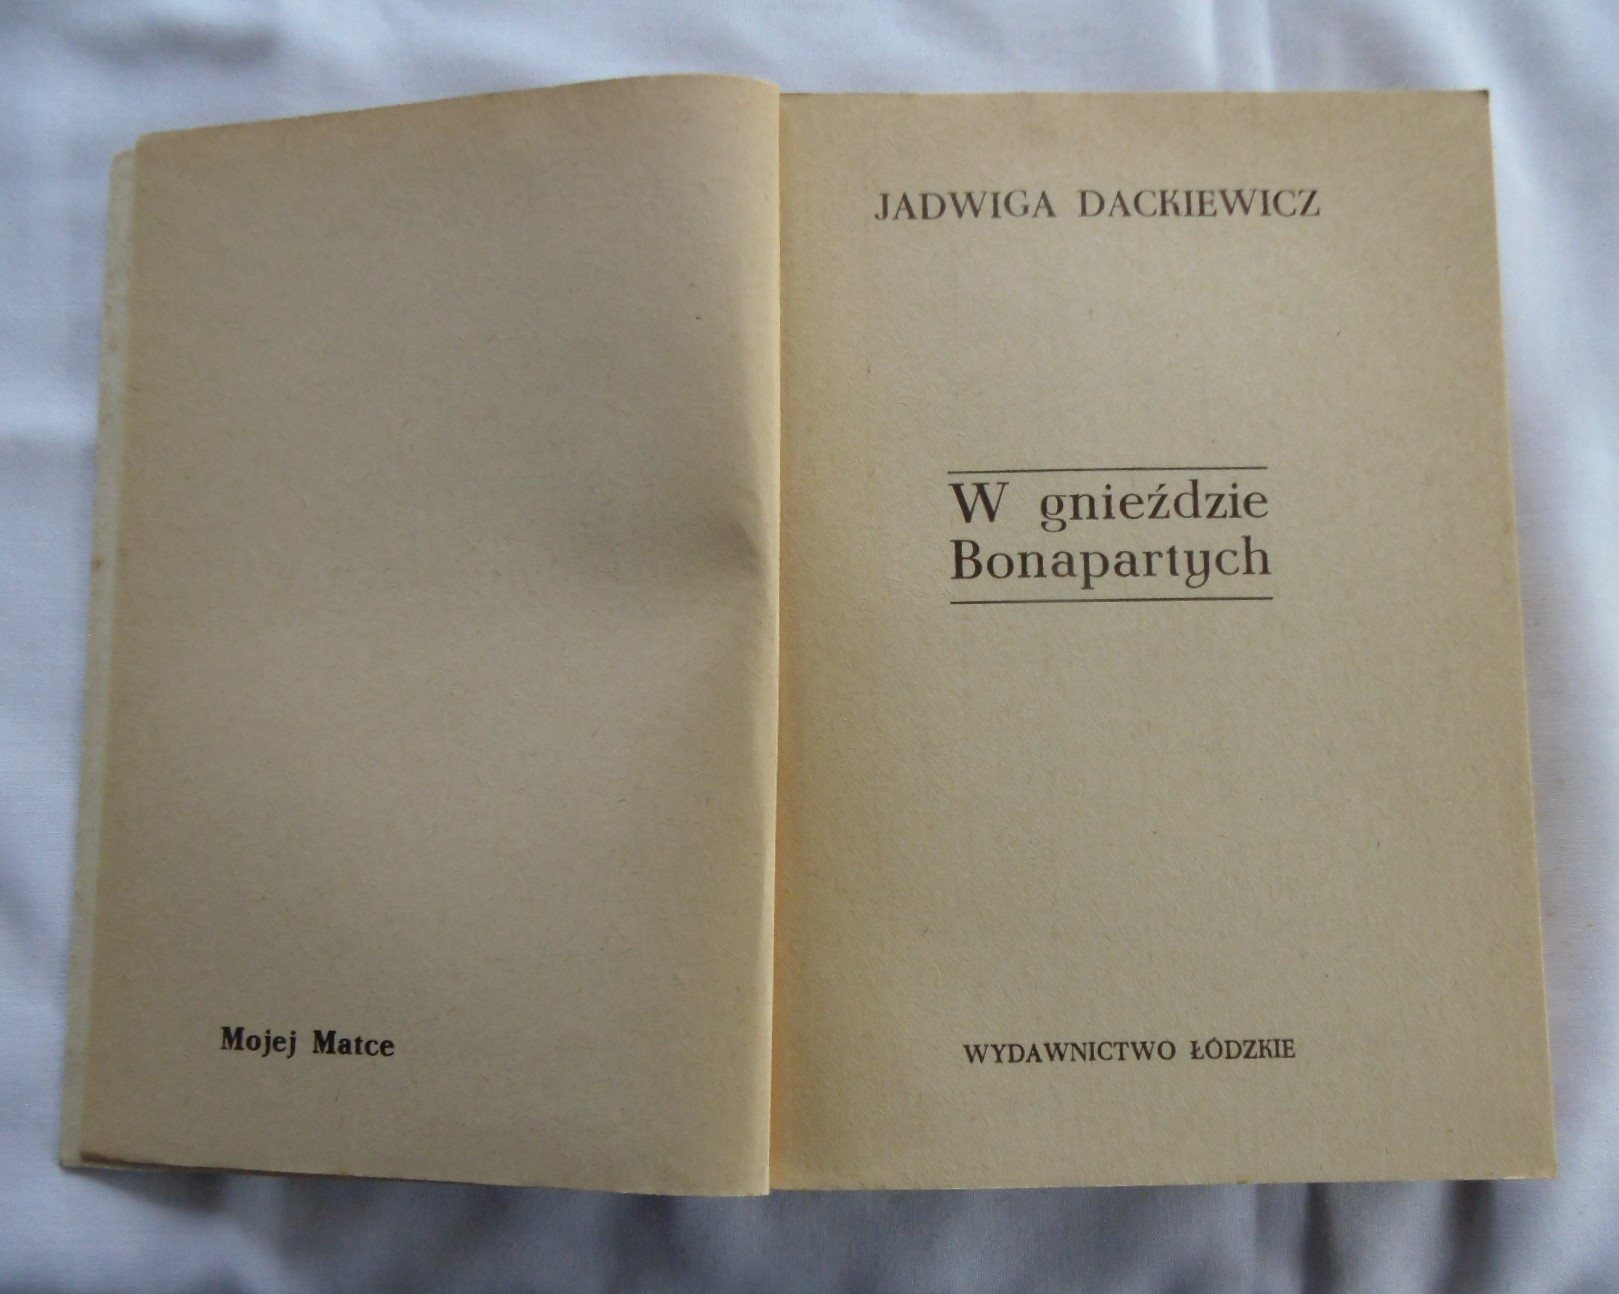 Mojej Matce
JADWIGA DACKIEWICZ
W gnieździe
Bonapartych
WYDAWNICTWO ŁÓDZKIE